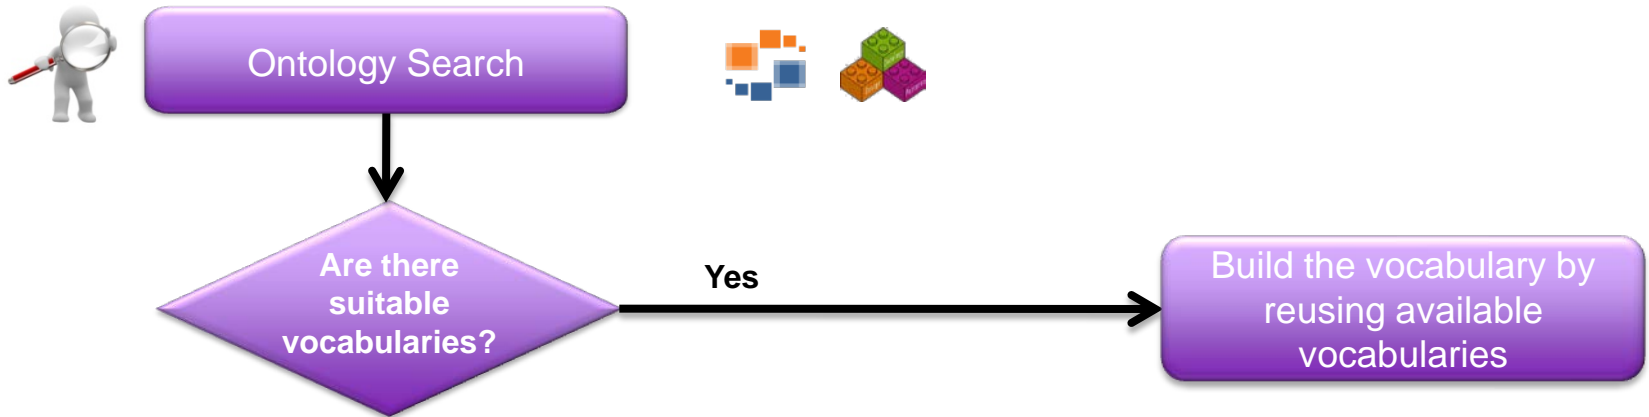 Ontology Search
Are there
suitable
vocabularies?
Yes
Build the vocabulary by
reusing available
vocabularies